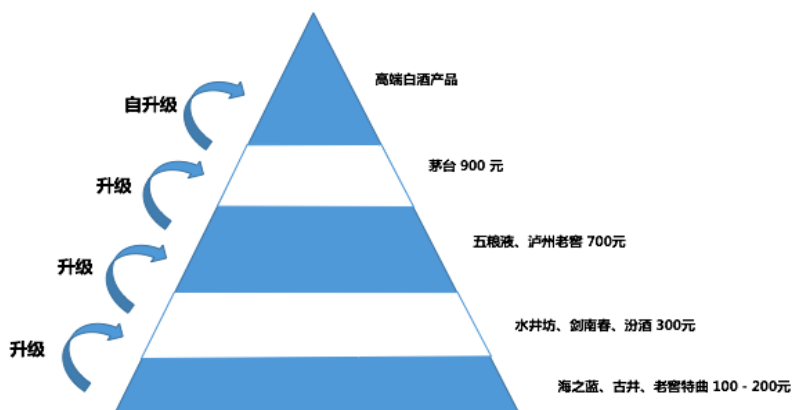 高端白酒产品
自升级
茅台 900 元
升级
五粮液、泸州老窖 700元
升级
水井坊、剑南春、汾酒 300元
升级
海之蓝、古井、老窖特曲 100 - 200元